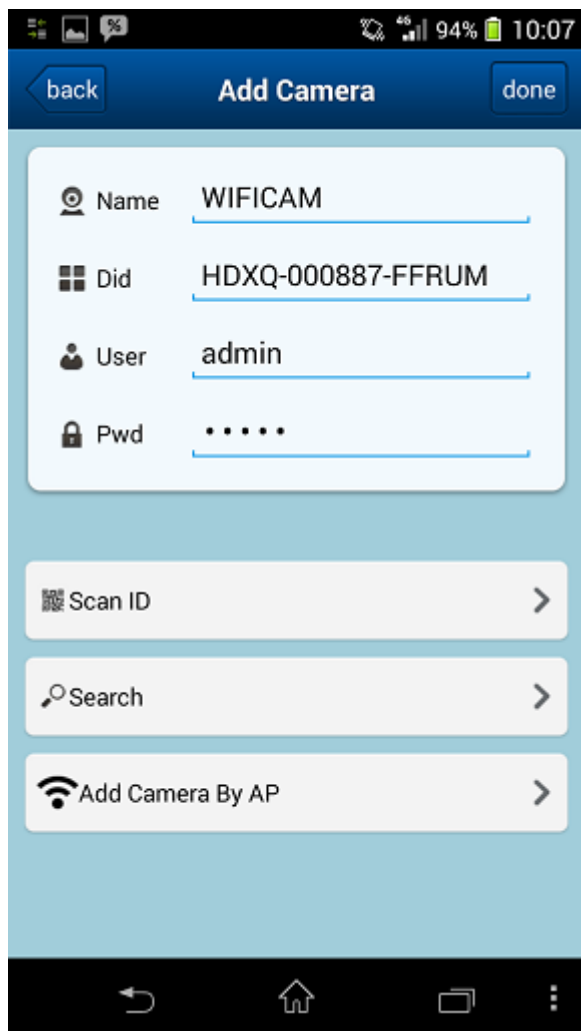 46 94% 10:07
back Add Camera done
Name WIFICAM
Did HDXQ-000887-FFRUM
User admin
Pwd •••••
Scan ID
Search
Add Camera By AP